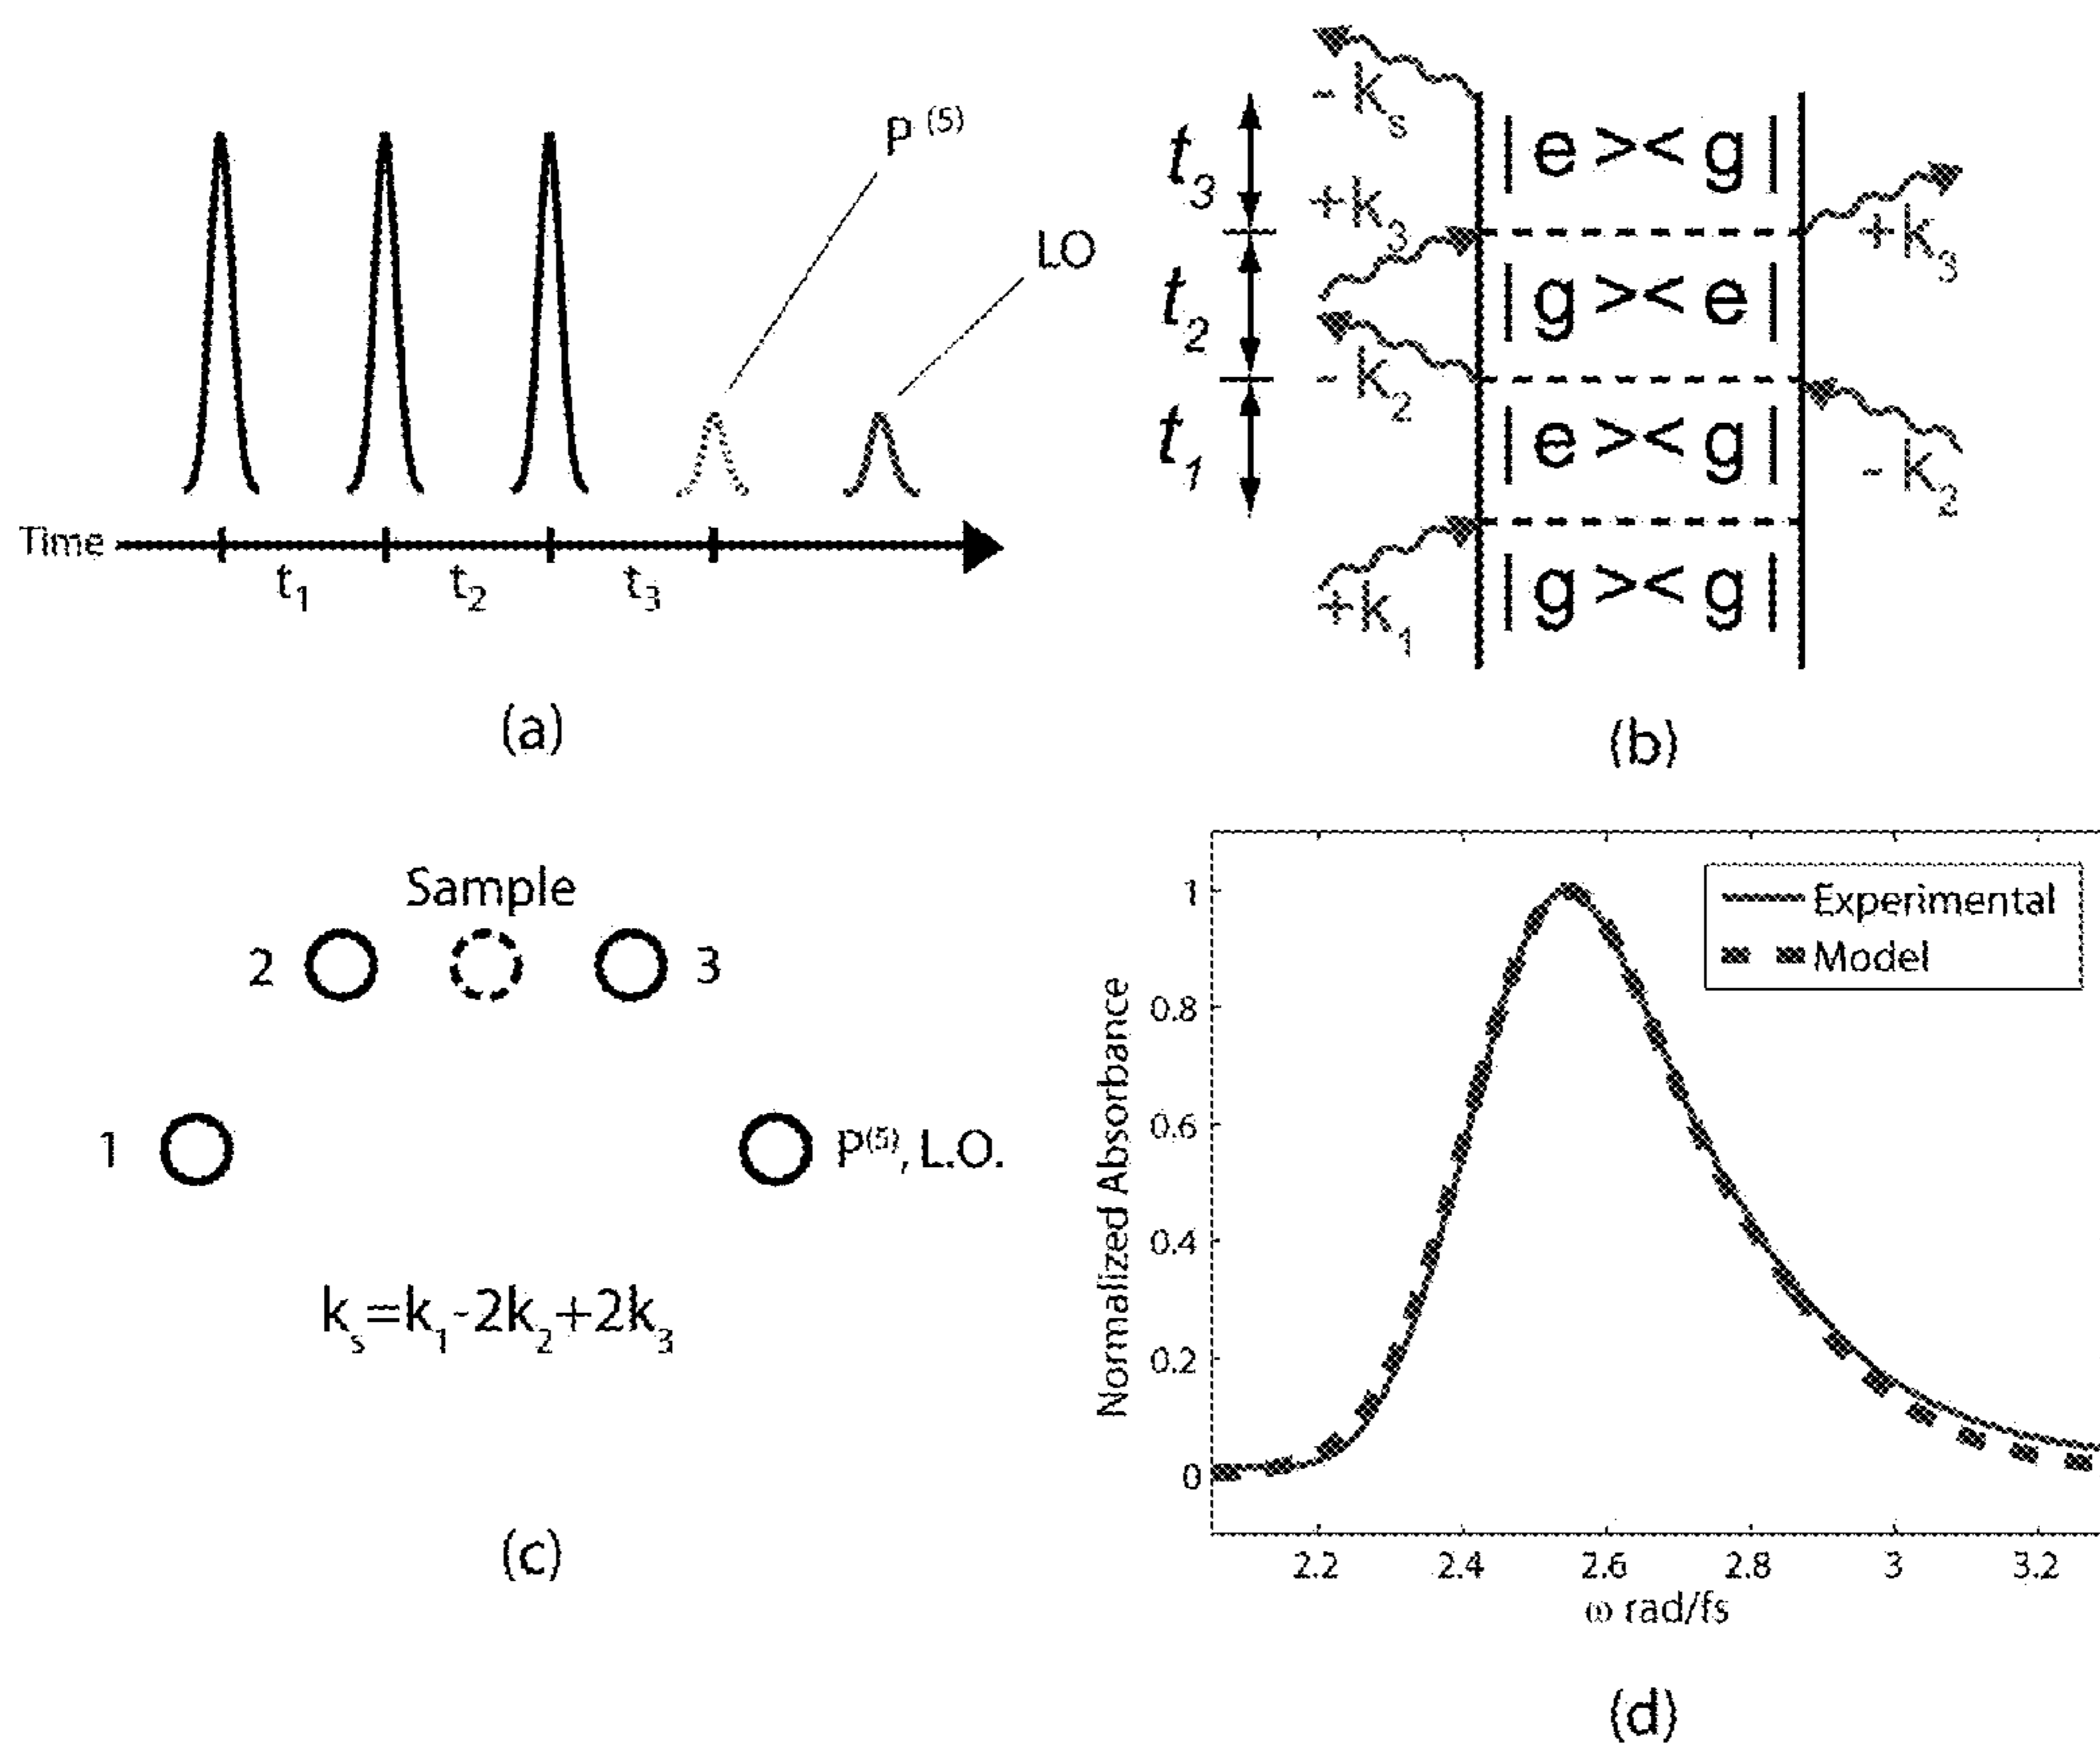 p (5)
LO
Time
t1 t2 t3
(a)
- ks
t3
+k3
|e><g|
+k3
t2
|g><e|
- k2
t1
|e><g|
- k2
+k1
|g><g|
(b)
Sample
2 3
1 p(5), L.O.
ks=k1-2k2+2k3
(c)
Experimental
Model
Normalized Absorbance
1
0.8
0.6
0.4
0.2
0
2.2 2.4 2.6 2.8 3 3.2
ω rad/fs
(d)